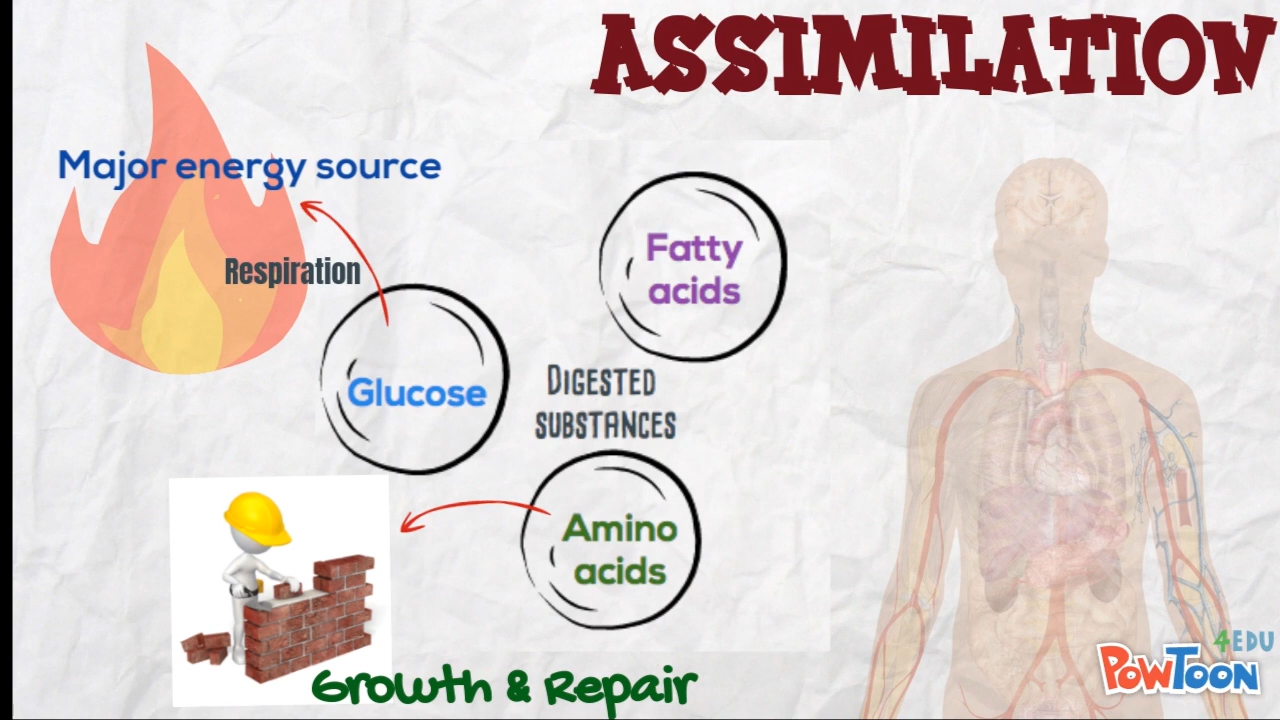 ASSIMILATION
Major energy source
Respiration
Glucose
Fatty
acids
DIGESTED
SUBSTANCES
Amino
acids
Growth & Repair
4EDU
POWTOON